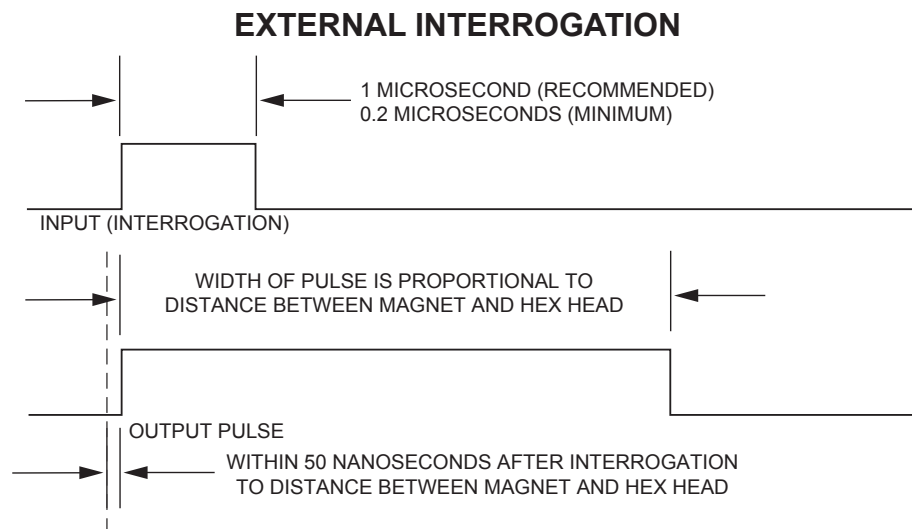 EXTERNAL INTERROGATION
1 MICROSECOND (RECOMMENDED)
0.2 MICROSECONDS (MINIMUM)
INPUT (INTERROGATION)
WIDTH OF PULSE IS PROPORTIONAL TO
DISTANCE BETWEEN MAGNET AND HEX HEAD
OUTPUT PULSE
WITHIN 50 NANOSECONDS AFTER INTERROGATION
TO DISTANCE BETWEEN MAGNET AND HEX HEAD